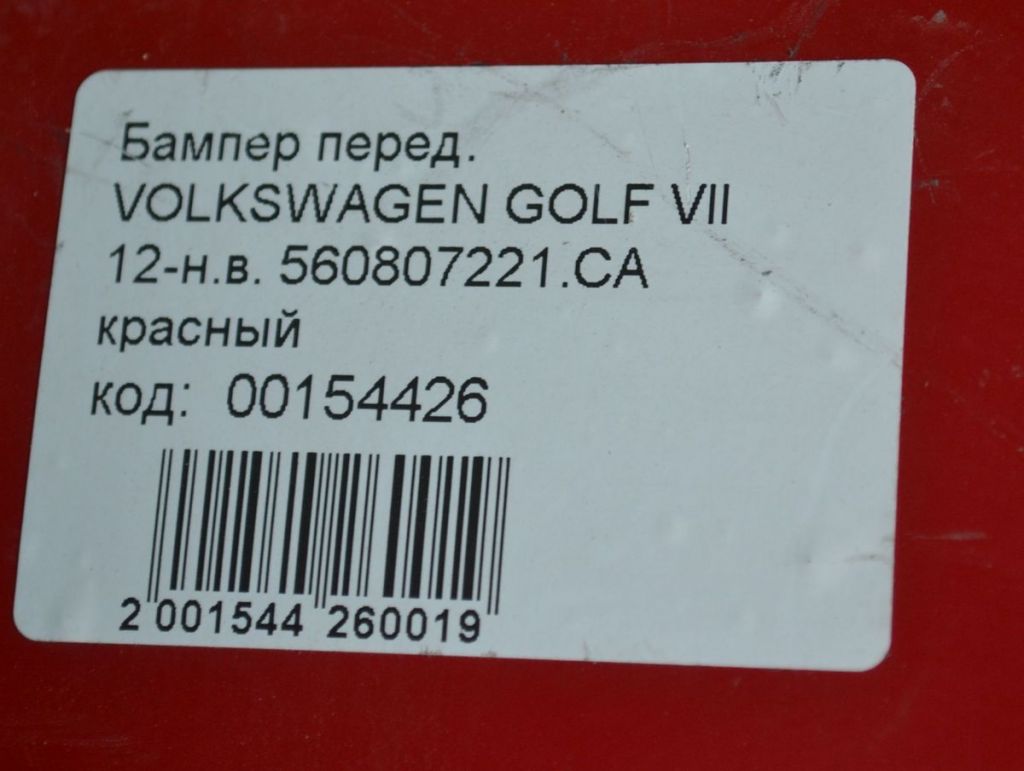 Бампер перед.
VOLKSWAGEN GOLF VII
12-н.в. 560807221.CA
красный
код: 00154426
2 001544 260019